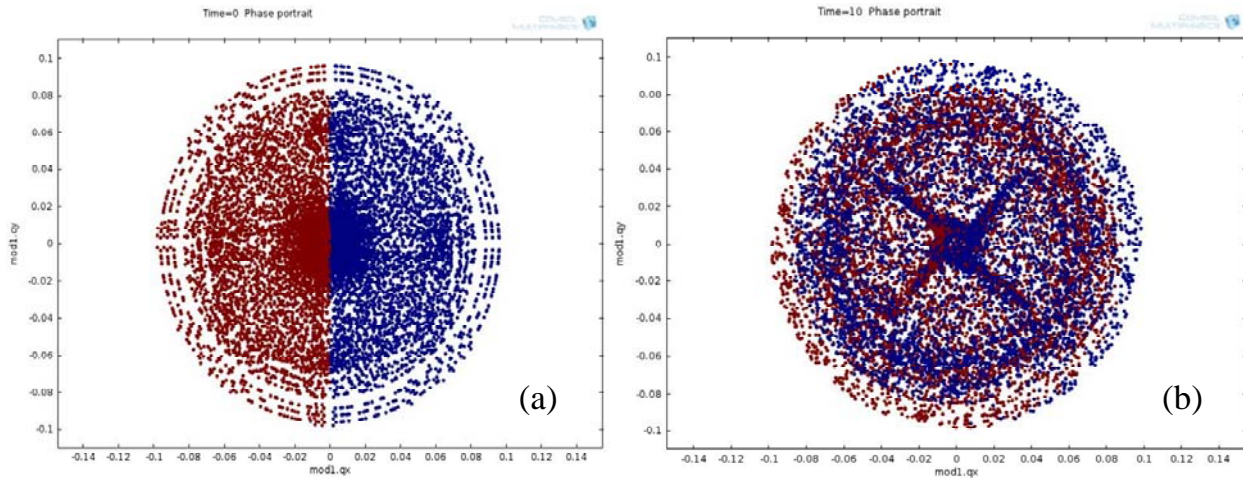 Time=0 Phase portrait
COMSOL
MULTIPHYSICS
0.1
0.08
0.06
0.04
0.02
0
-0.02
-0.04
-0.06
-0.08
-0.1
mod1.qy
-0.14 -0.12 -0.1 -0.08 -0.06 -0.04 -0.02 0 0.02 0.04 0.06 0.08 0.1 0.12 0.14
mod1.qx
(a)
Time=10 Phase portrait
COMSOL
MULTIPHYSICS
0.1
0.08
0.06
0.04
0.02
0
-0.02
-0.04
-0.06
-0.08
-0.1
mod1.qy
-0.14 -0.12 -0.1 -0.08 -0.06 -0.04 -0.02 0 0.02 0.04 0.06 0.08 0.1 0.12 0.14
mod1.qx
(b)